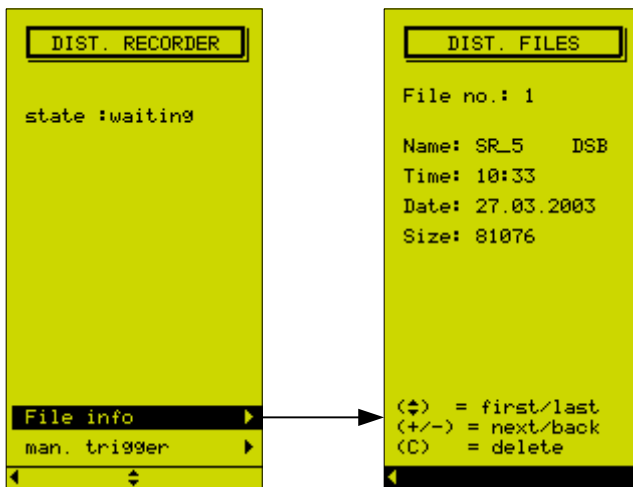 DIST. RECORDER
state :waiting
File info
man. trigger
DIST. FILES
File no.: 1
Name: SR_5 DSB
Time: 10:33
Date: 27.03.2003
Size: 81076
(♦) = first/last
(+/-) = next/back
(C) = delete